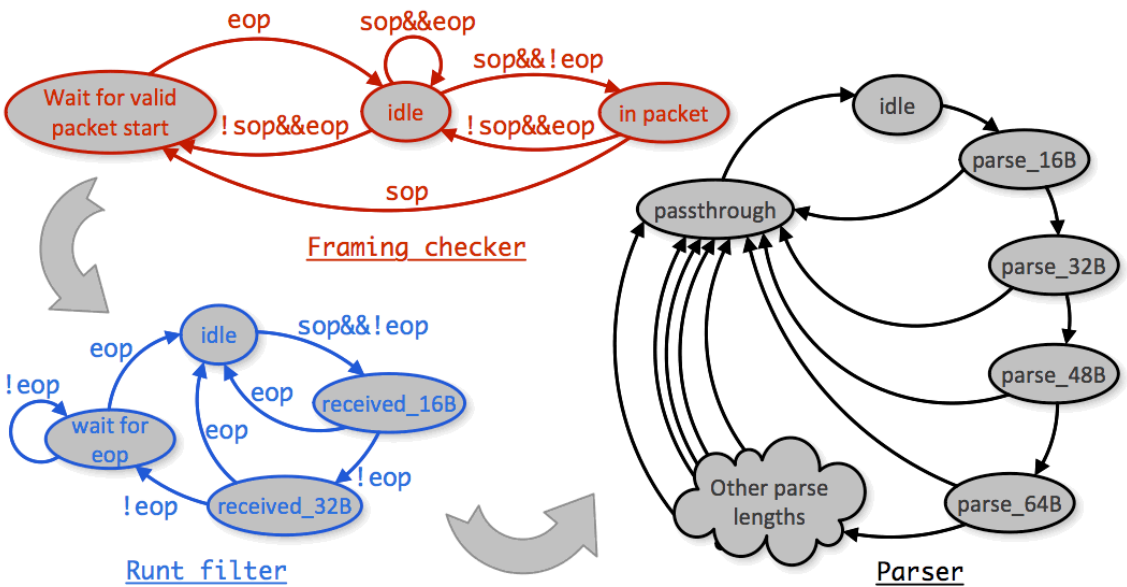 eop
sop&&eop
sop&&!eop
Wait for valid
packet start
idle
in packet
!sop&&eop
!sop&&eop
sop
Framing checker
idle
sop&&!eop
eop
!eop
eop
received_16B
wait for
eop
eop
!eop
!eop
received_32B
Runt filter
idle
parse_16B
passthrough
parse_32B
parse_48B
Other parse
lengths
parse_64B
Parser